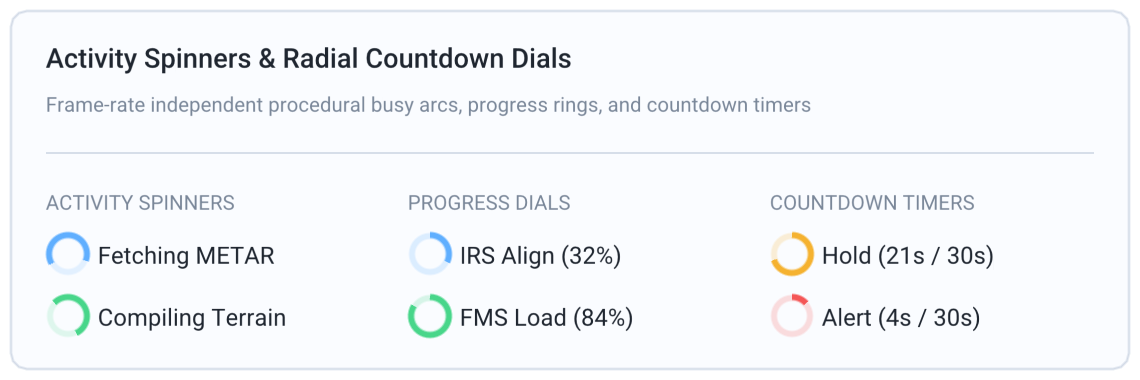 Activity Spinners & Radial Countdown Dials
Frame-rate independent procedural busy arcs, progress rings, and countdown timers
ACTIVITY SPINNERS
Fetching METAR
Compiling Terrain
PROGRESS DIALS
IRS Align (32%)
FMS Load (84%)
COUNTDOWN TIMERS
Hold (21s / 30s)
Alert (4s / 30s)